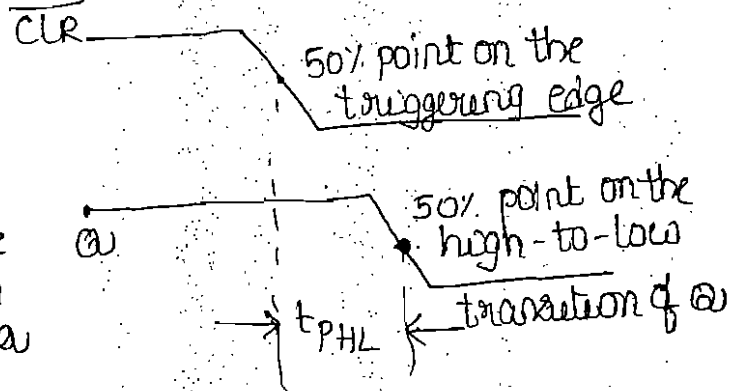 CLR
50% point on the
triggering edge
Q
50% point on the
high-to-low
transition of Q
tPHL